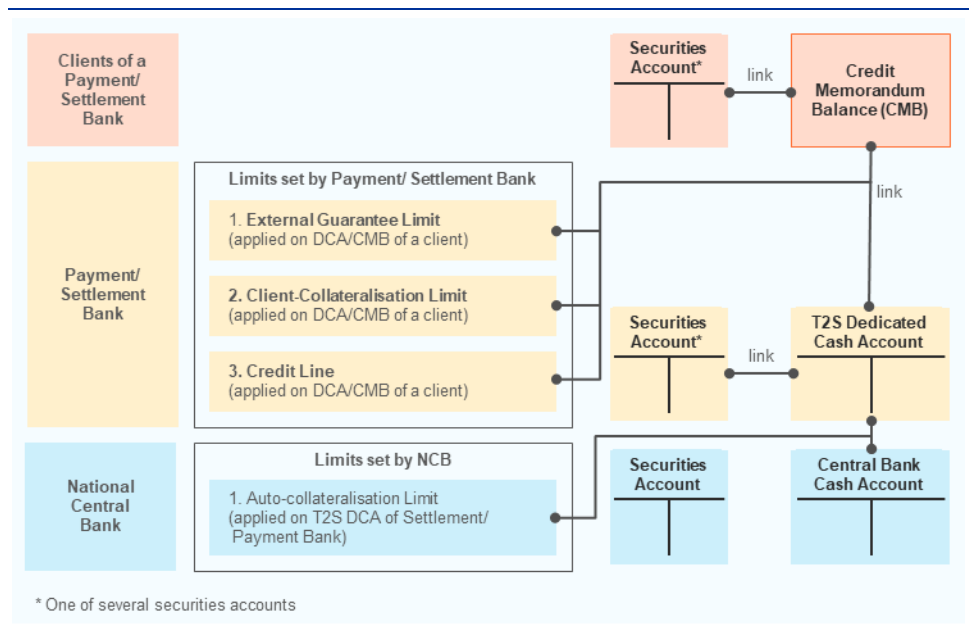 Clients of a
Payment/
Settlement
Bank
Securities
Account*
link
Credit
Memorandum
Balance (CMB)
link
Payment/
Settlement
Bank
Limits set by Payment/ Settlement Bank
1. External Guarantee Limit
(applied on DCA/CMB of a client)
2. Client-Collateralisation Limit
(applied on DCA/CMB of a client)
3. Credit Line
(applied on DCA/CMB of a client)
Securities
Account*
link
T2S Dedicated
Cash Account
National
Central
Bank
Limits set by NCB
1. Auto-collateralisation Limit
(applied on T2S DCA of Settlement/
Payment Bank)
Securities
Account
Central Bank
Cash Account
* One of several securities accounts